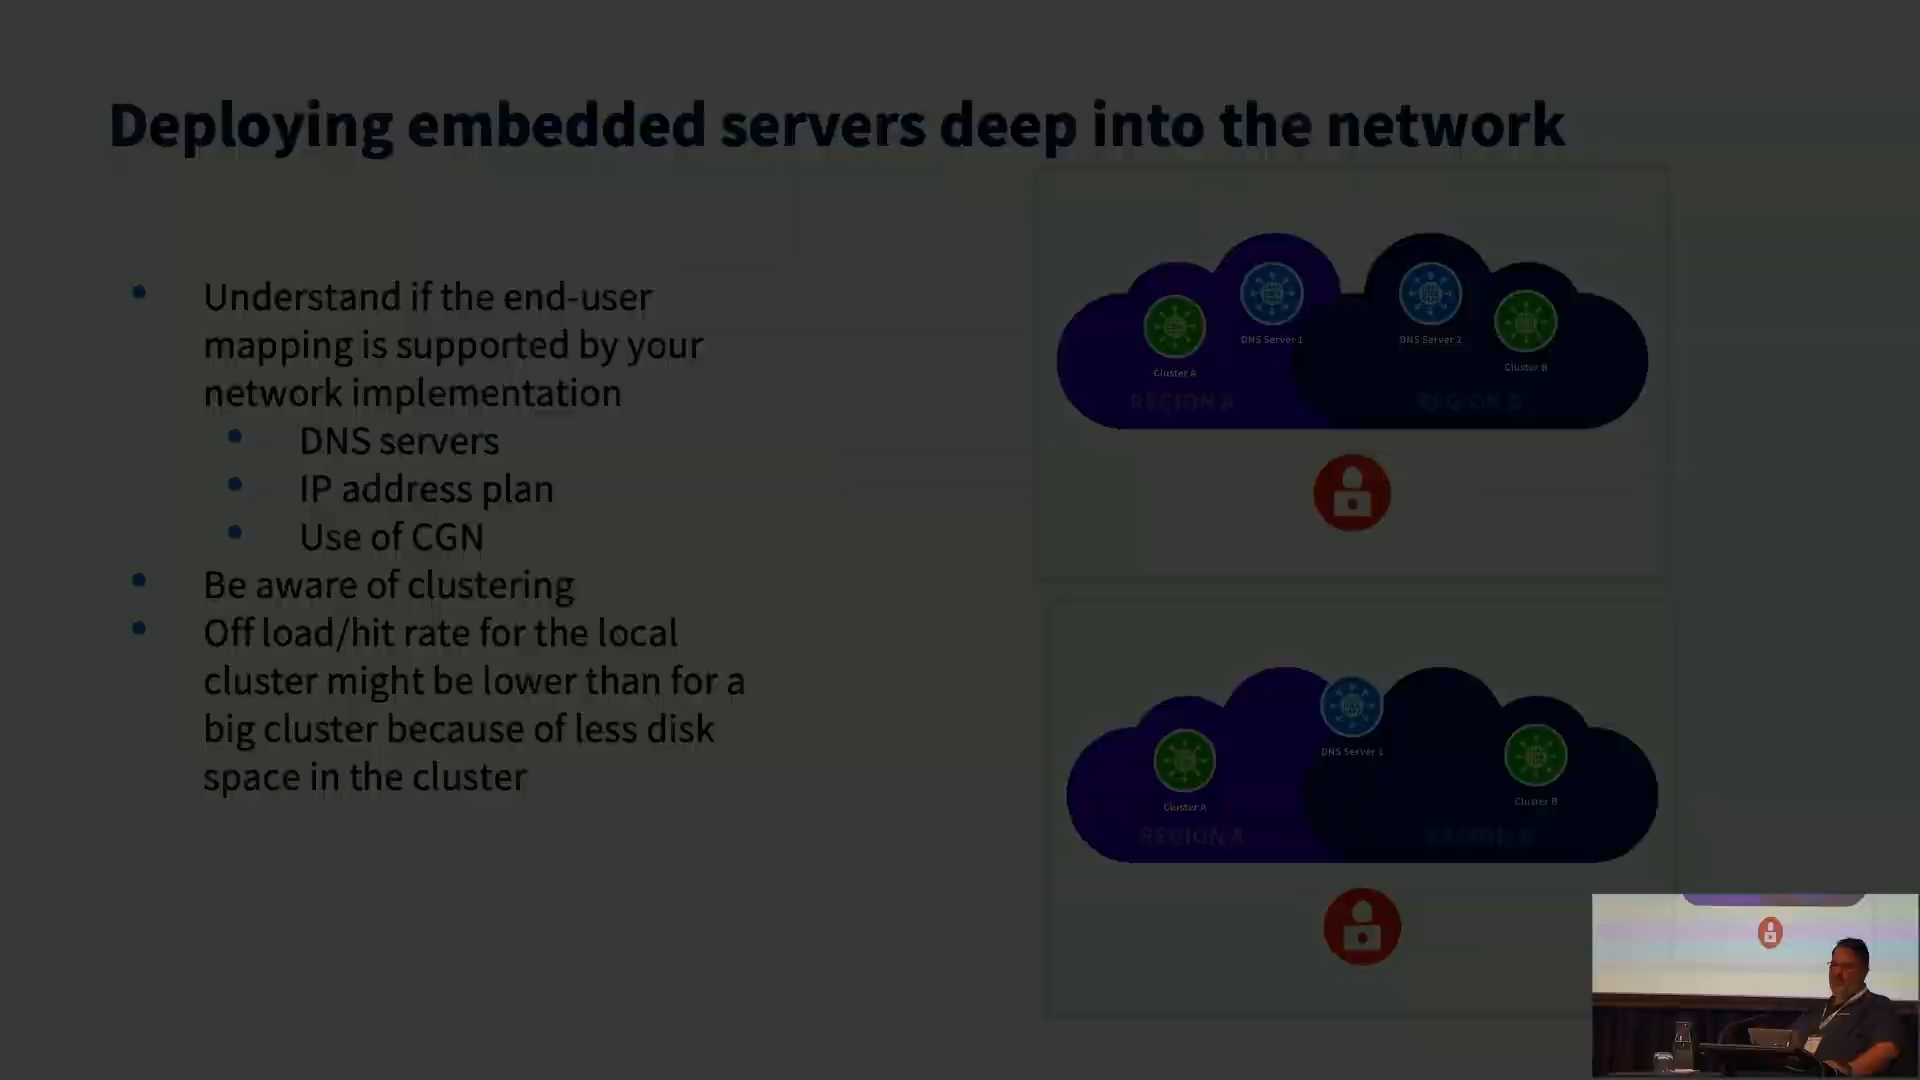 Deploying embedded servers deep into the network
Understand if the end-user
mapping is supported by your
network implementation
DNS servers
IP address plan
Use of CGN
Be aware of clustering
Off load/hit rate for the local
cluster might be lower than for a
big cluster because of less disk
space in the cluster
DNS Server 1
DNS Server 2
Cluster A
Cluster B
REGION A
REGION B
DNS Server 1
Cluster A
Cluster B
REGION A